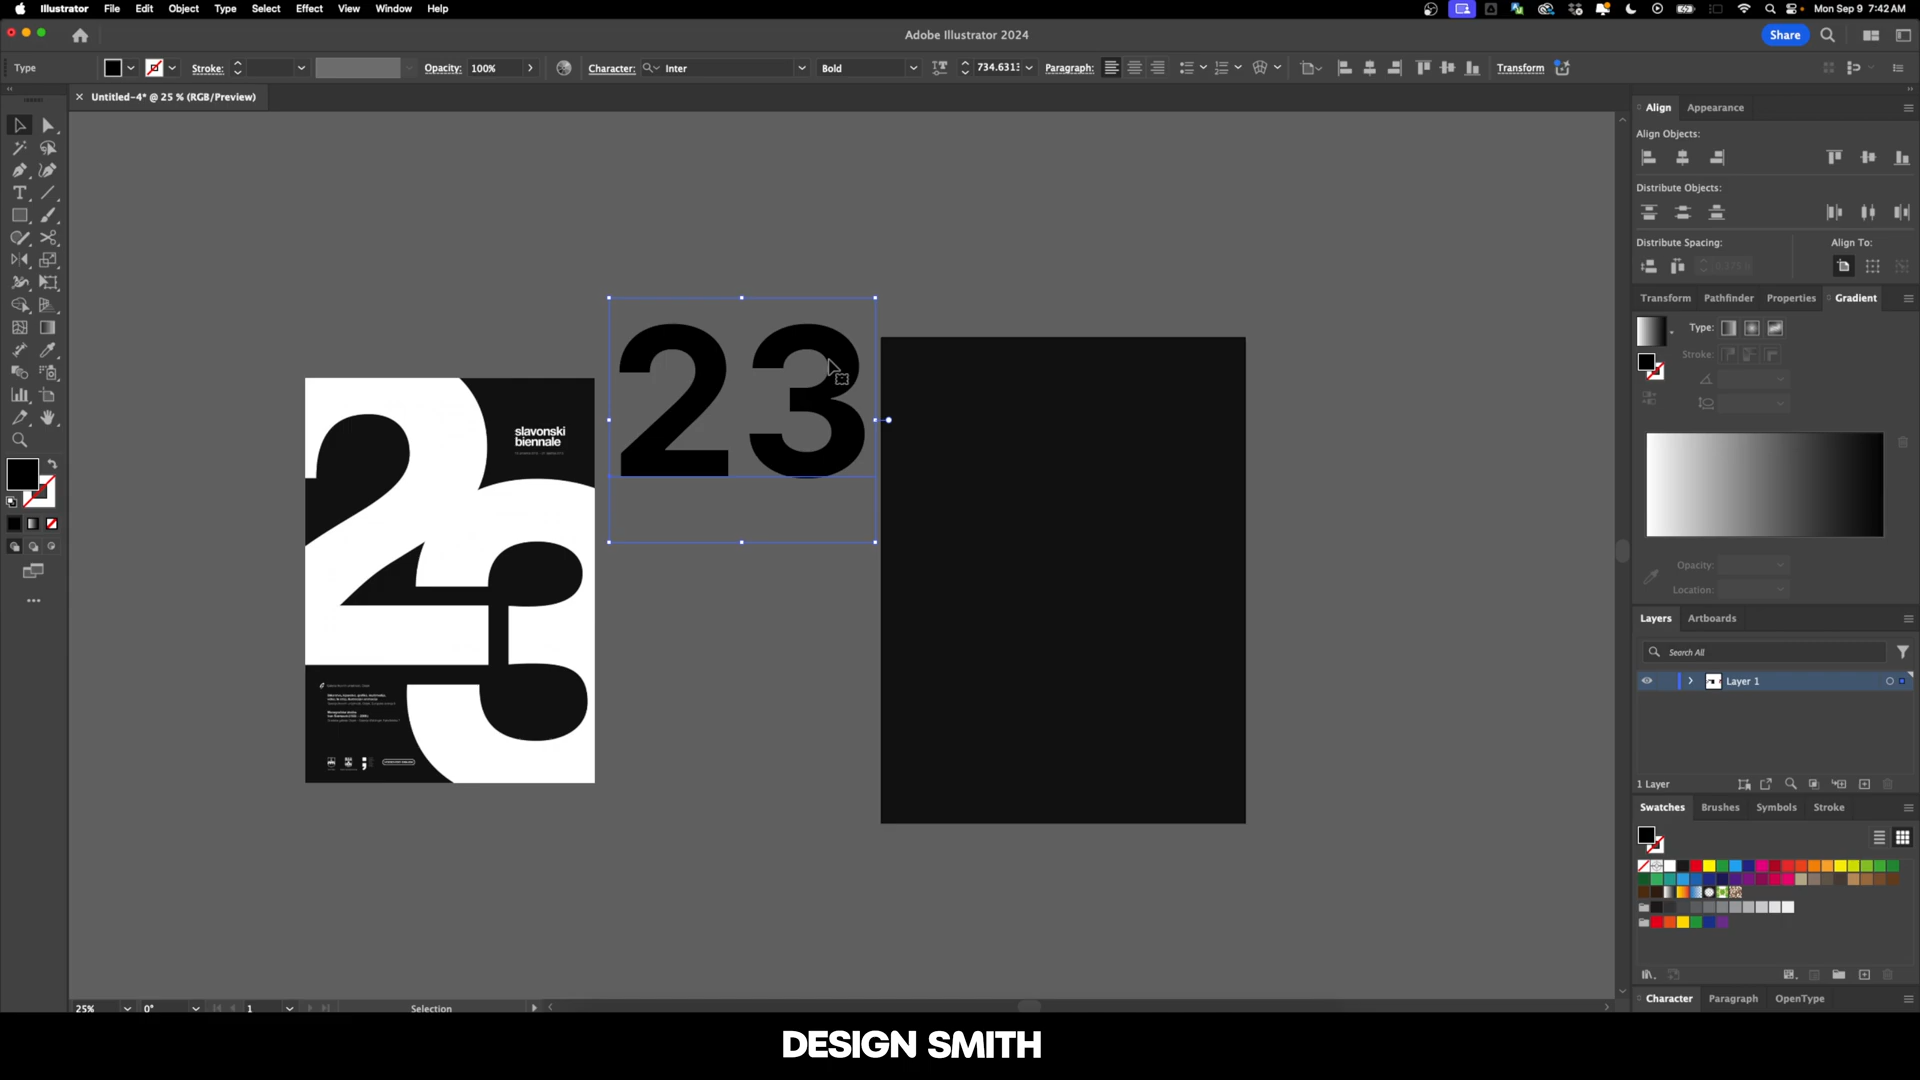 Illustrator File Edit Object Type Select Effect View Window Help
Mon Sep 9 7:42 AM
Adobe Illustrator 2024
Share
Type
Stroke:
Opacity: 100%
Character: Inter
Bold
Paragraph:
Transform
× Untitled-4* @ 25 % (RGB/Preview)
Align Appearance
Align Objects:
Distribute Objects:
Distribute Spacing:
Align To:
Transform Pathfinder Properties Gradient
Type:
Stroke:
Opacity:
Location:
23
slavonski
biennale
23
Layers Artboards
Search All
Layer 1
1 Layer
Swatches Brushes Symbols Stroke
Character Paragraph OpenType
25% 0° 1 Selection
DESIGN SMITH